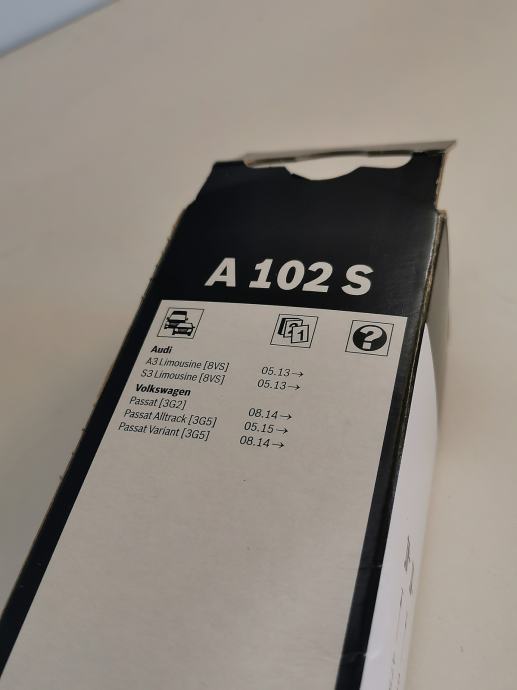 A 102 S
1
?
Audi
A3 Limousine [8VS] 05.13→
S3 Limousine [8VS] 05.13→
Volkswagen
Passat [3G2] 08.14→
Passat Alltrack [3G5] 05.15→
Passat Variant [3G5] 08.14→